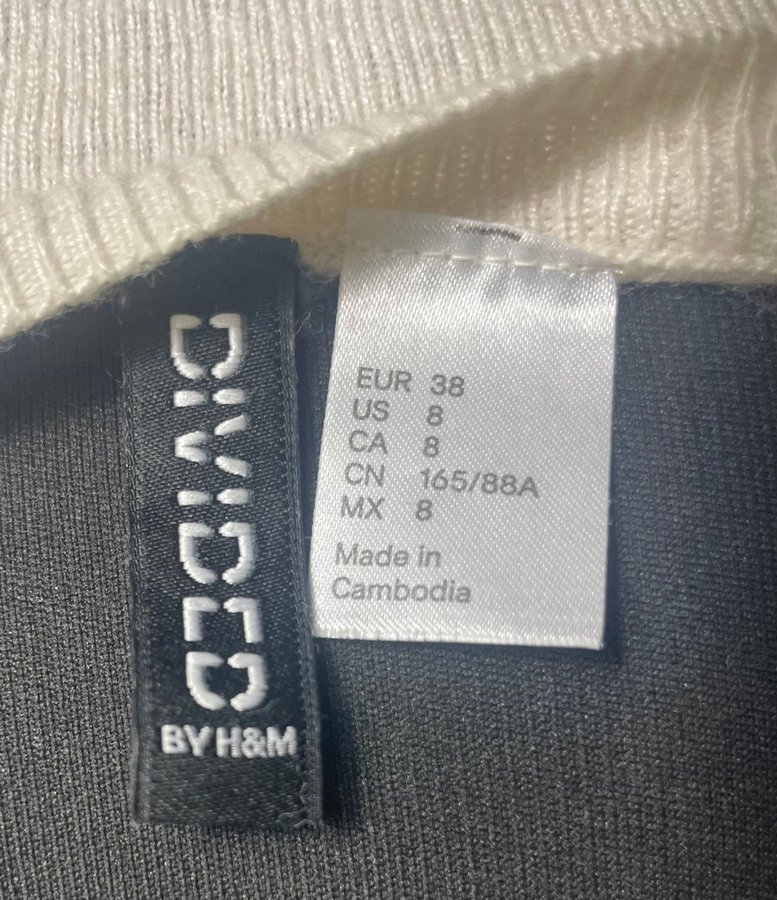 DIVIDED
BY H&M
EUR 38
US 8
CA 8
CN 165/88A
MX 8
Made in
Cambodia